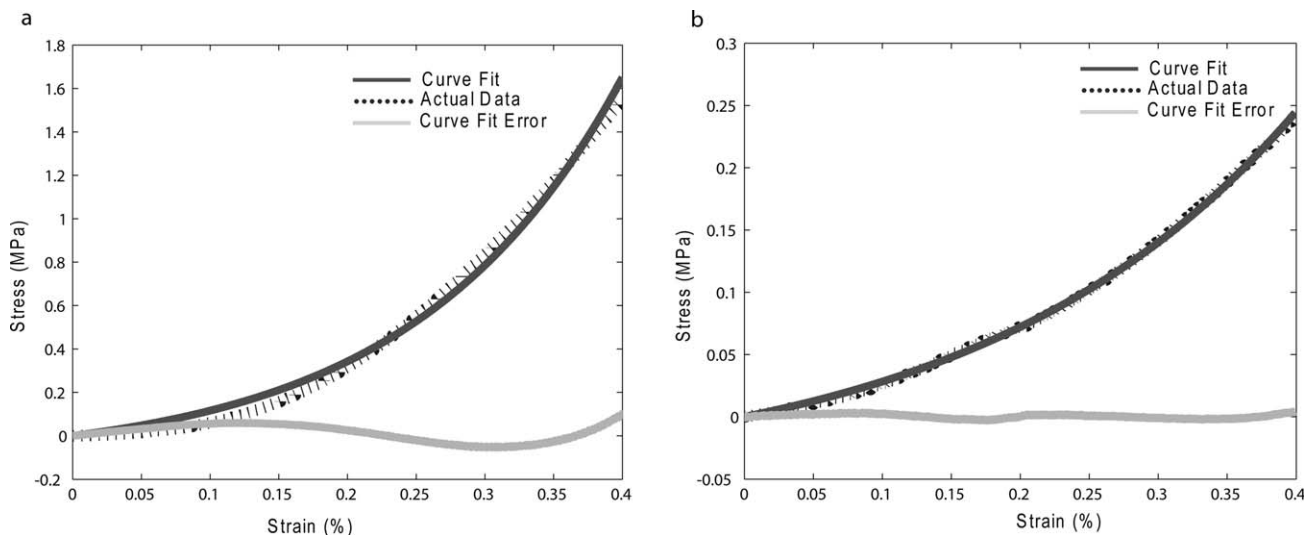 a
1.8
1.6
1.4
1.2
1
0.8
0.6
0.4
0.2
0
-0.2
Stress (MPa)
Curve Fit
Actual Data
Curve Fit Error
0 0.05 0.1 0.15 0.2 0.25 0.3 0.35 0.4
Strain (%)
b
0.3
0.25
0.2
0.15
0.1
0.05
0
-0.05
Stress (MPa)
Curve Fit
Actual Data
Curve Fit Error
0 0.05 0.1 0.15 0.2 0.25 0.3 0.35 0.4
Strain (%)